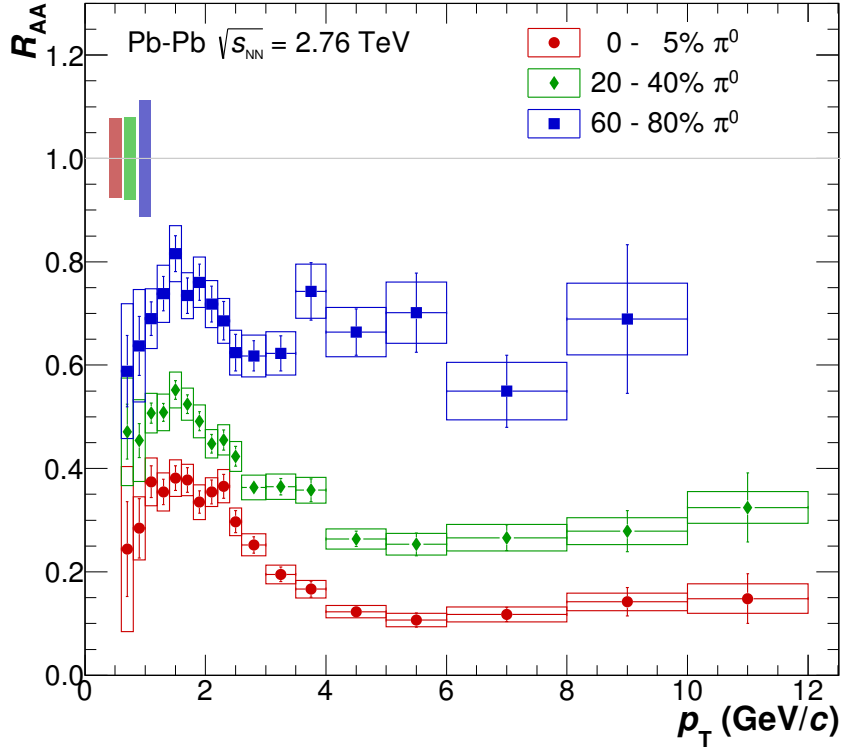 R_AA
Pb-Pb √s_NN = 2.76 TeV
0 - 5% π⁰
20 - 40% π⁰
60 - 80% π⁰
1.2
1.0
0.8
0.6
0.4
0.2
0.0
0 2 4 6 8 10 12
p_T (GeV/c)